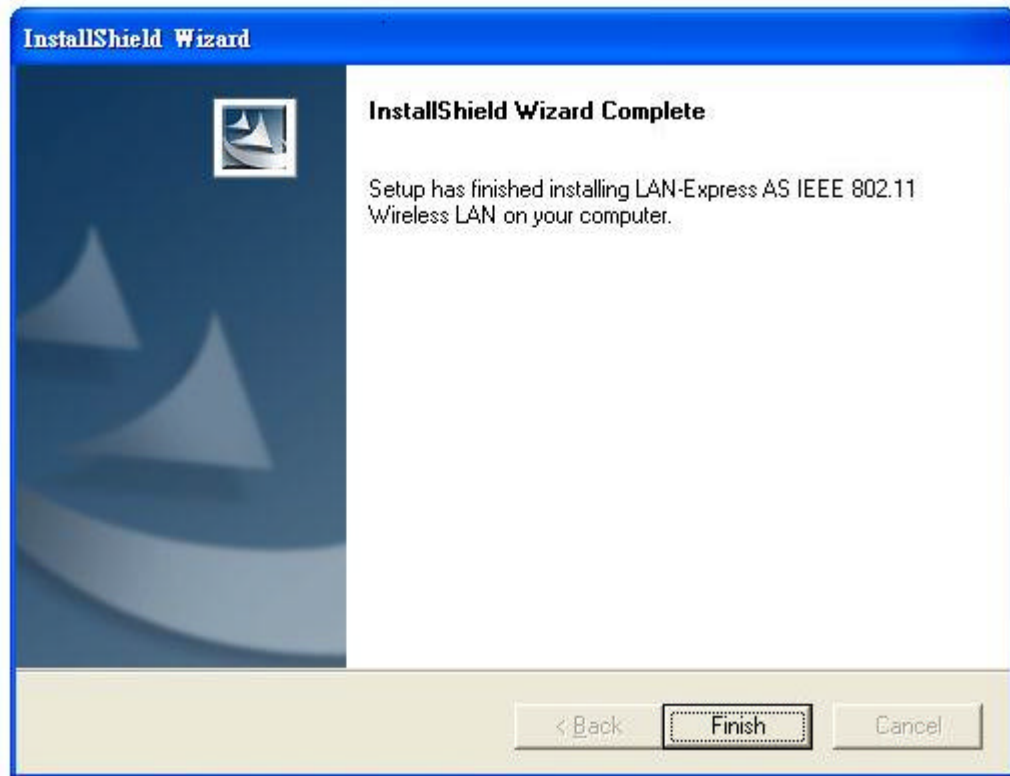 InstallShield Wizard
InstallShield Wizard Complete
Setup has finished installing LAN-Express AS IEEE 802.11
Wireless LAN on your computer.
< Back
Finish
Cancel